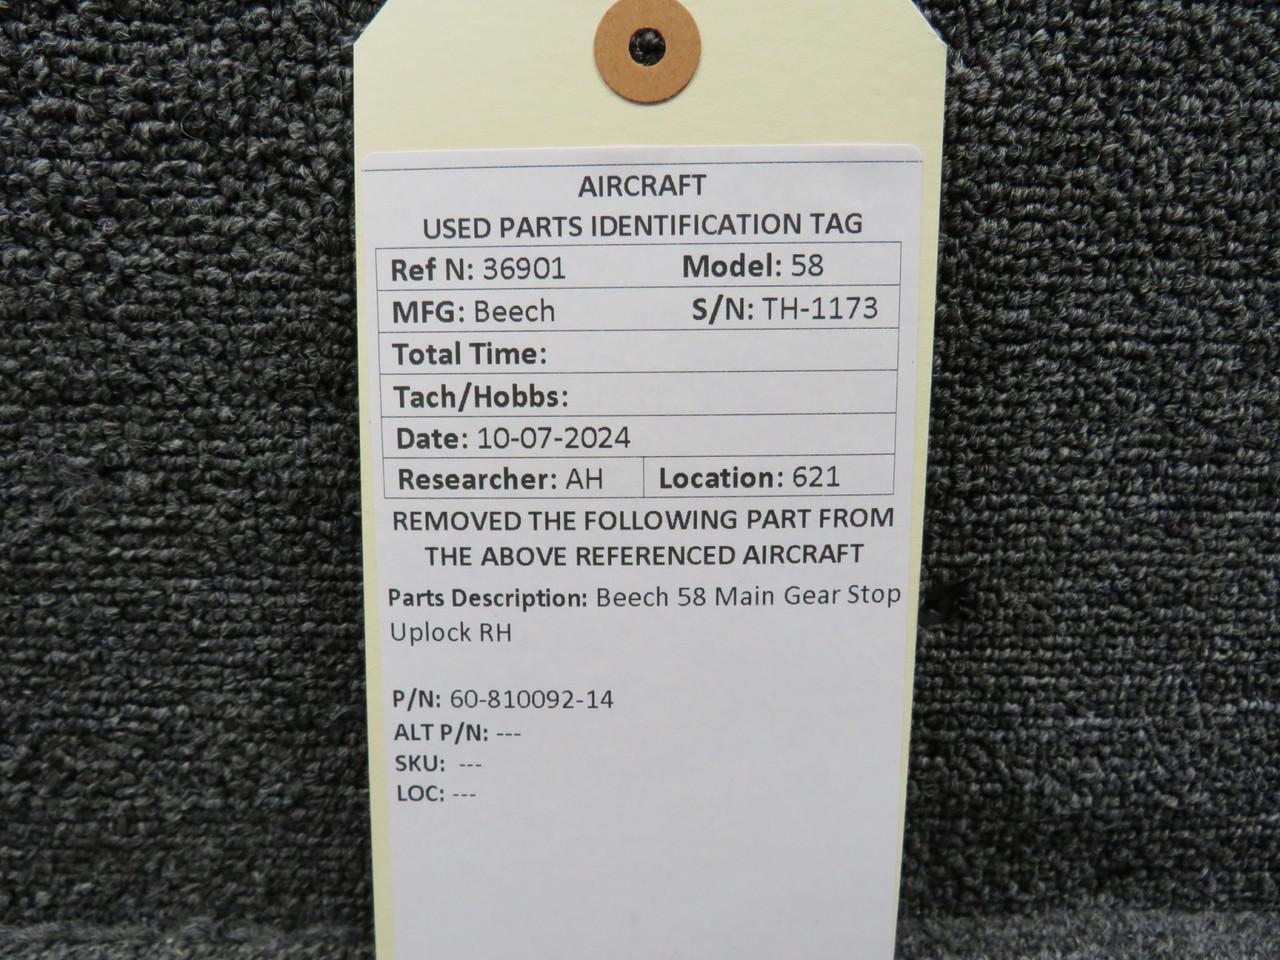 AIRCRAFT
USED PARTS IDENTIFICATION TAG
Ref N: 36901 Model: 58
MFG: Beech S/N: TH-1173
Total Time:
Tach/Hobbs:
Date: 10-07-2024
Researcher: AH Location: 621
REMOVED THE FOLLOWING PART FROM
THE ABOVE REFERENCED AIRCRAFT
Parts Description: Beech 58 Main Gear Stop
Uplock RH
P/N: 60-810092-14
ALT P/N: ---
SKU: ---
LOC: ---